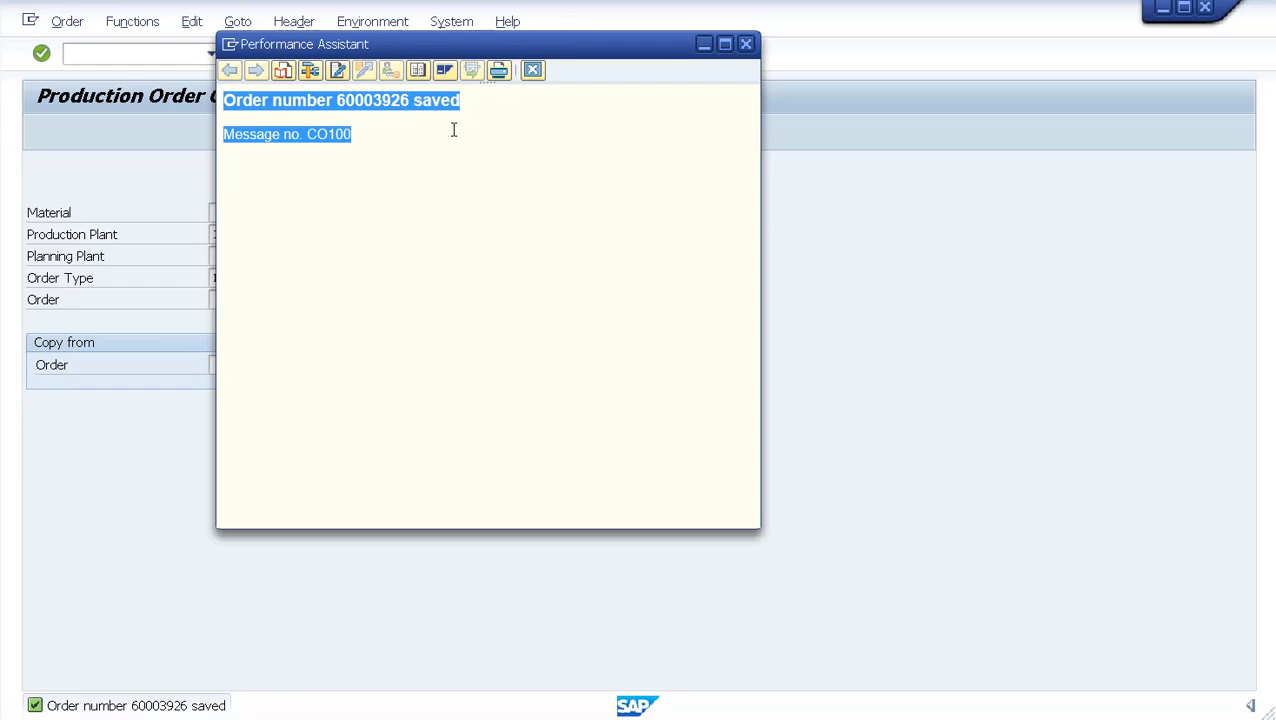 Order Functions Edit Goto Header Environment System Help
Performance Assistant
Production Order
Order number 60003926 saved
Message no. CO100
Material
Production Plant
Planning Plant
Order Type
Order
Copy from
Order
Order number 60003926 saved
SAP